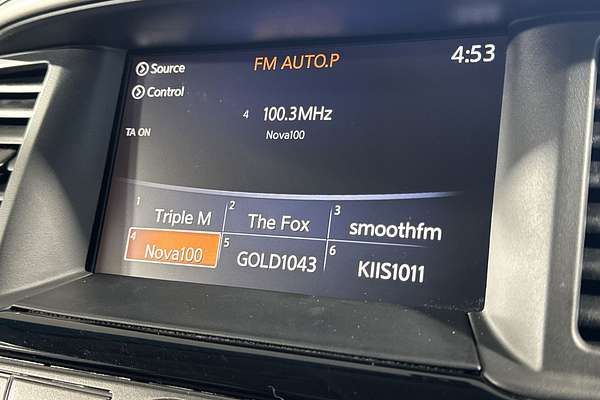 Source
FM AUTO.P
4:53
Control
4 100.3MHz
TA ON
Nova100
1 Triple M
2 The Fox
3 smoothfm
4 Nova100
5 GOLD1043
6 KIIS1011